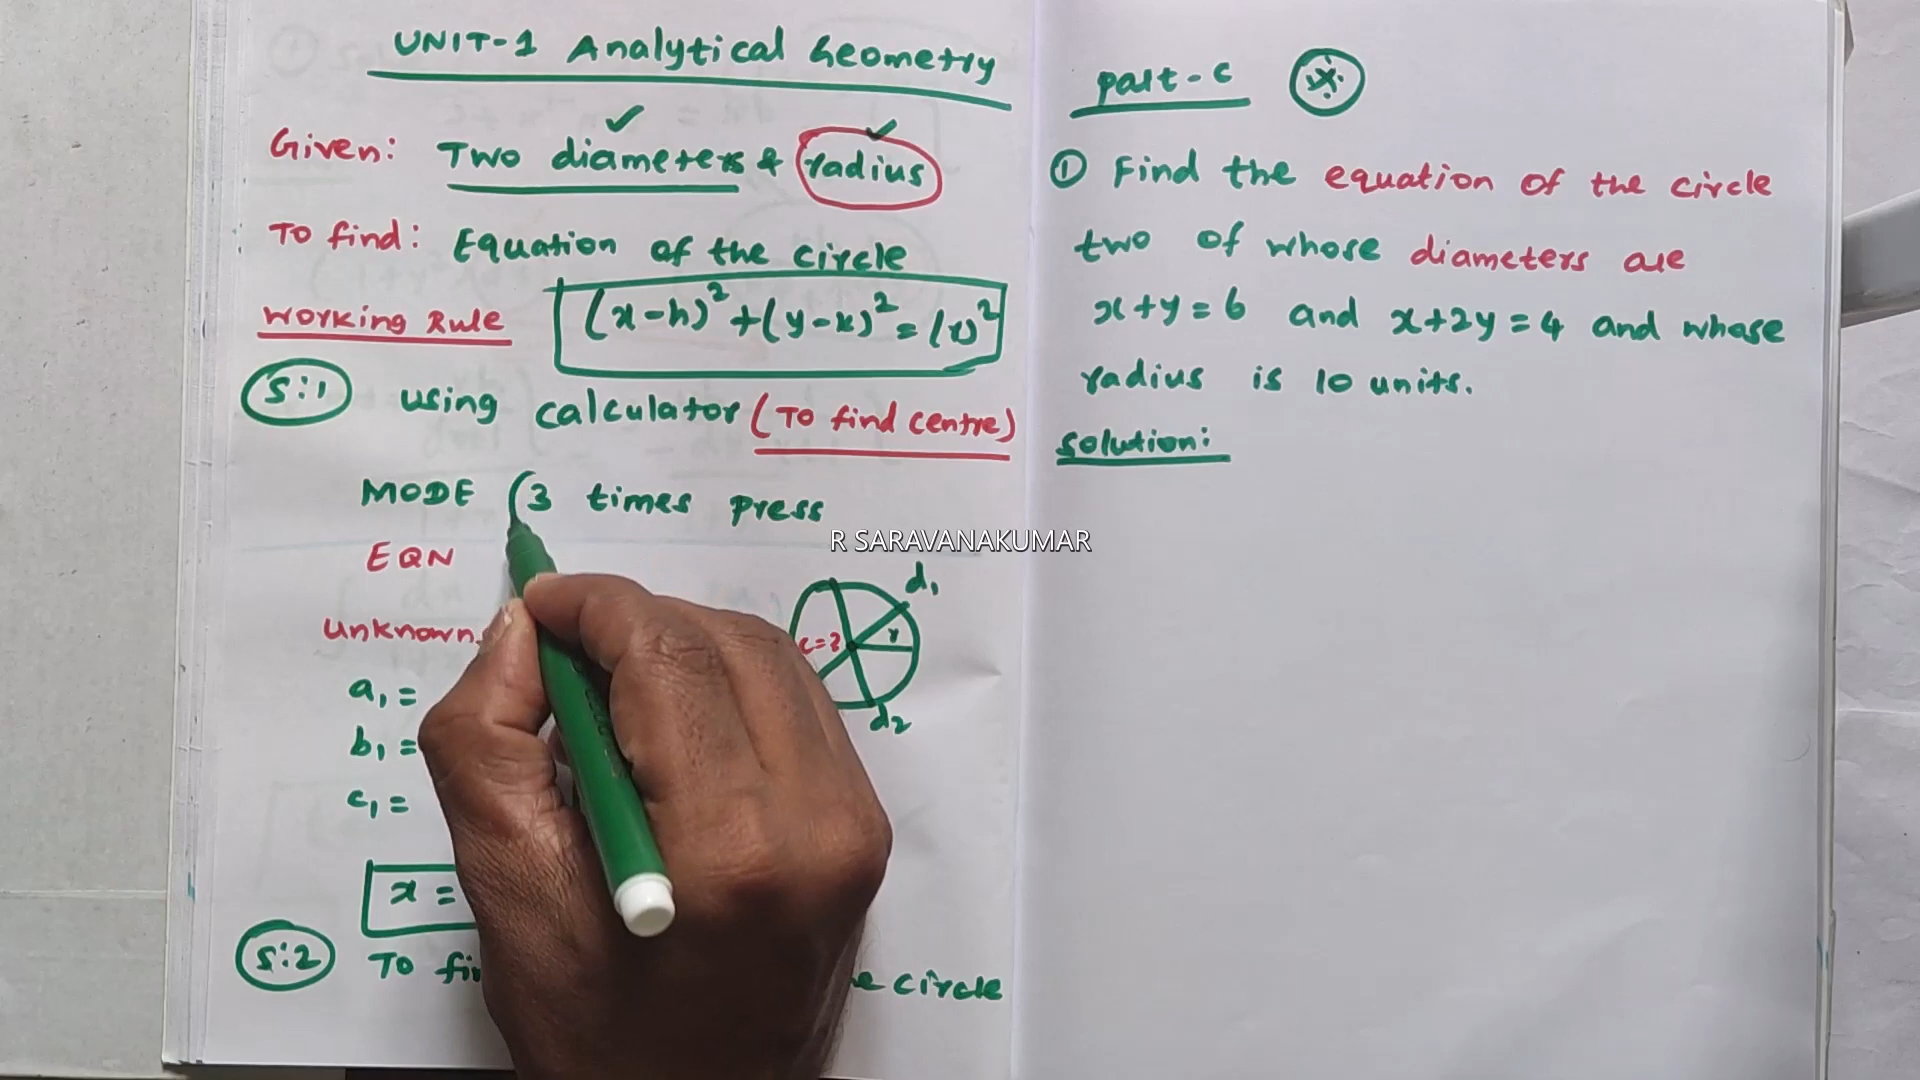 UNIT-1 Analytical Geometry
Given: Two diameters & radius
To find: Equation of the circle
Working Rule (x-h)²+(y-k)²=(r)²
S:1 using calculator (To find centre)
MODE (3 times press
EQN
Unknown
a₁ =
b₁ =
c₁ =
d₁
r
c=?
d₂
x =
S:2 To circle
Part-C
① Find the equation of the circle
two of whose diameters are
x+y=6 and x+2y=4 and whose
radius is 10 units.
Solution:
R SARAVANAKUMAR